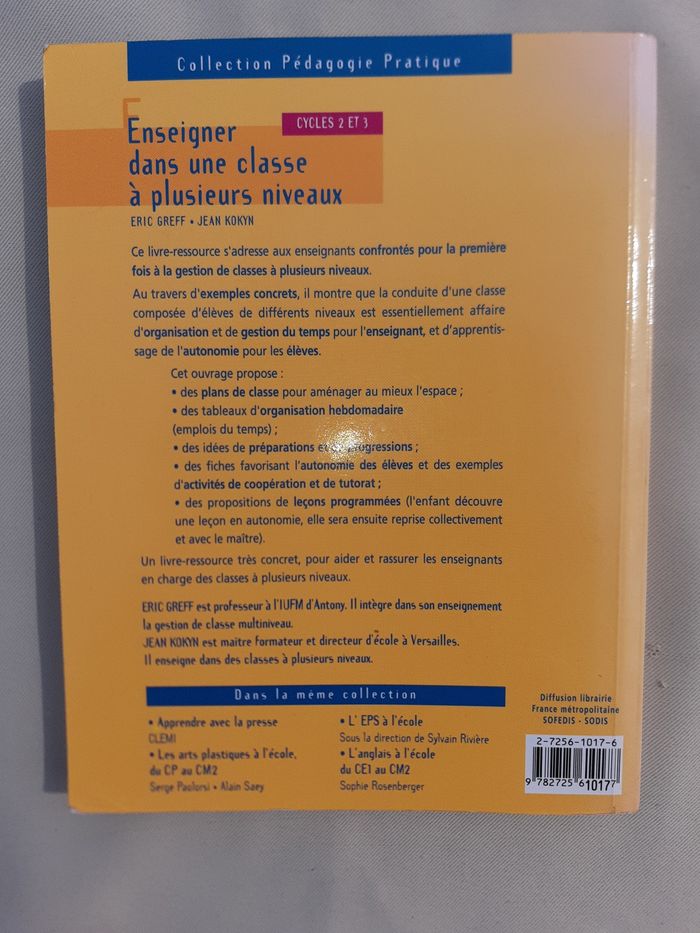 Collection Pédagogie Pratique
CYCLES 2 ET 3
Enseigner
dans une classe
à plusieurs niveaux
ERIC GREFF • JEAN KOKYN
Ce livre-ressource s'adresse aux enseignants confrontés pour la première
fois à la gestion de classes à plusieurs niveaux.
Au travers d'exemples concrets, il montre que la conduite d'une classe
composée d'élèves de différents niveaux est essentiellement affaire
d'organisation et de gestion du temps pour l'enseignant, et d'apprentis-
sage de l'autonomie pour les élèves.
Cet ouvrage propose :
• des plans de classe pour aménager au mieux l'espace ;
• des tableaux d'organisation hebdomadaire
(emplois du temps) ;
• des idées de préparations et de progressions ;
• des fiches favorisant l'autonomie des élèves et des exemples
d'activités de coopération et de tutorat ;
• des propositions de leçons programmées (l'enfant découvre
une leçon en autonomie, elle sera ensuite reprise collectivement
et avec le maître).
Un livre-ressource très concret, pour aider et rassurer les enseignants
en charge des classes à plusieurs niveaux.
ERIC GREFF est professeur à l'IUFM d'Antony. Il intègre dans son enseignement
la gestion de classe multiniveau.
JEAN KOKYN est maître formateur et directeur d'école à Versailles.
Il enseigne dans des classes à plusieurs niveaux.
Dans la même collection
• Apprendre avec la presse
CLEMI
• Les arts plastiques à l'école,
du CP au CM2
Serge Paolorsi • Alain Saey
• L' EPS à l'école
Sous la direction de Sylvain Rivière
• L'anglais à l'école
du CE1 au CM2
Sophie Rosenberger
Diffusion librairie
France métropolitaine
SOFEDIS - SODIS
2-7256-1017-6
9 782725 610177